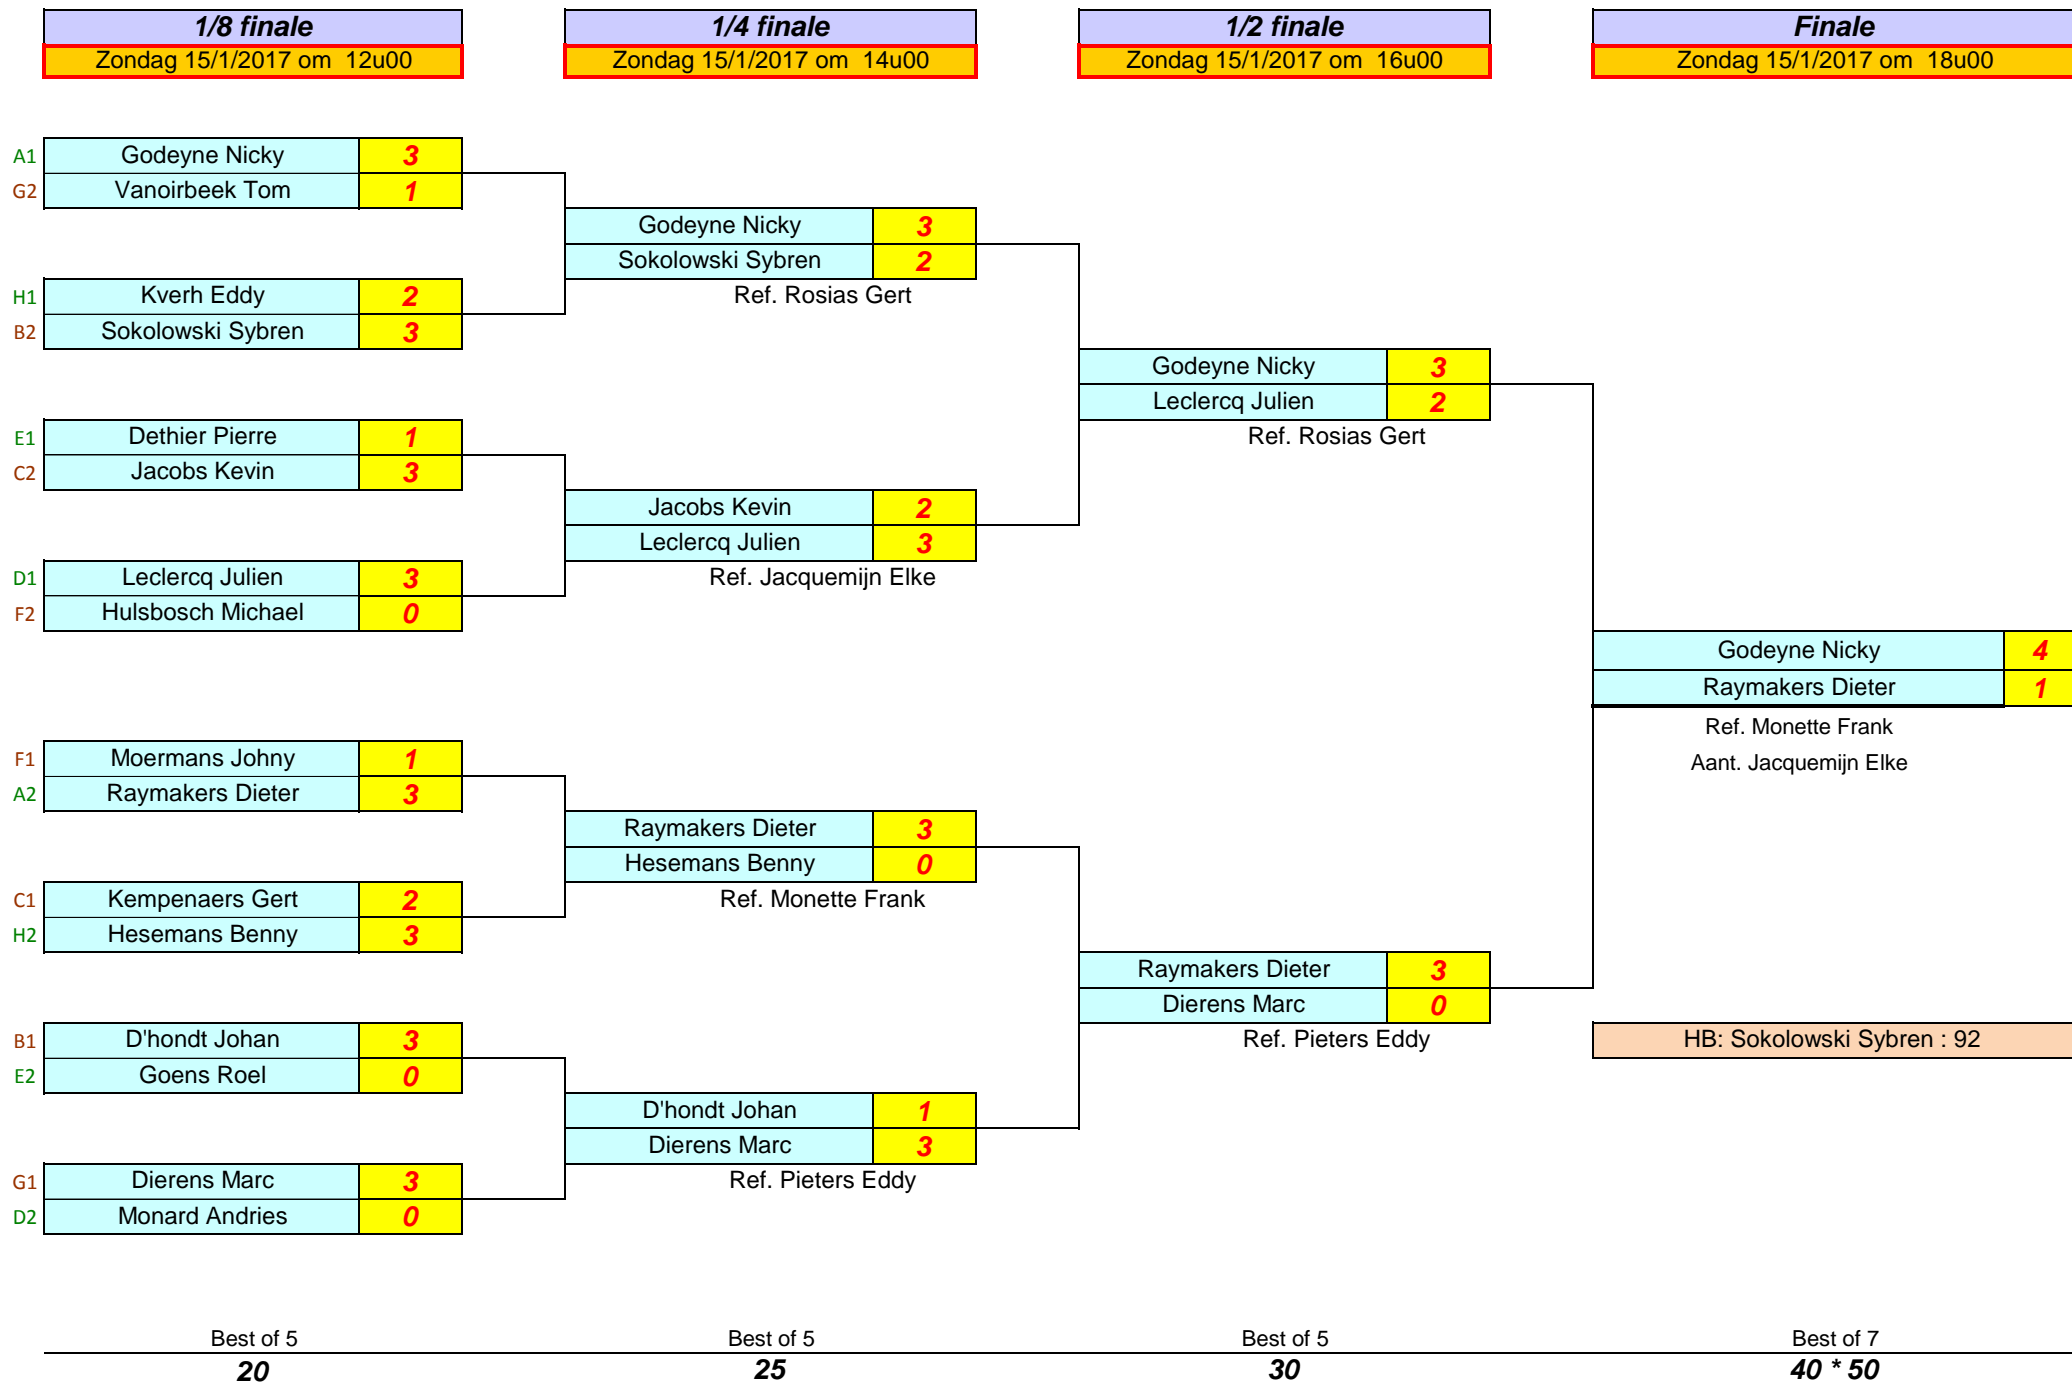 1/8 finale
Zondag 15/1/2017 om  12u00
1/4 finale
Zondag 15/1/2017 om  14u00
1/2 finale
Zondag 15/1/2017 om  16u00
Finale
Zondag 15/1/2017 om  18u00
A1 Godeyne Nicky 3
G2 Vanoirbeek Tom 1
H1 Kverh Eddy 2
B2 Sokolowski Sybren 3
E1 Dethier Pierre 1
C2 Jacobs Kevin 3
D1 Leclercq Julien 3
F2 Hulsbosch Michael 0
F1 Moermans Johny 1
A2 Raymakers Dieter 3
C1 Kempenaers Gert 2
H2 Hesemans Benny 3
B1 D'hondt Johan 3
E2 Goens Roel 0
G1 Dierens Marc 3
D2 Monard Andries 0
Godeyne Nicky 3
Sokolowski Sybren 2
Ref. Rosias Gert
Jacobs Kevin 2
Leclercq Julien 3
Ref. Jacquemijn Elke
Raymakers Dieter 3
Hesemans Benny 0
Ref. Monette Frank
D'hondt Johan 1
Dierens Marc 3
Ref. Pieters Eddy
Godeyne Nicky 3
Leclercq Julien 2
Ref. Rosias Gert
Raymakers Dieter 3
Dierens Marc 0
Ref. Pieters Eddy
Godeyne Nicky 4
Raymakers Dieter 1
Ref. Monette Frank
Aant. Jacquemijn Elke
HB: Sokolowski Sybren : 92
Best of 5
20
Best of 5
25
Best of 5
30
Best of 7
40 * 50